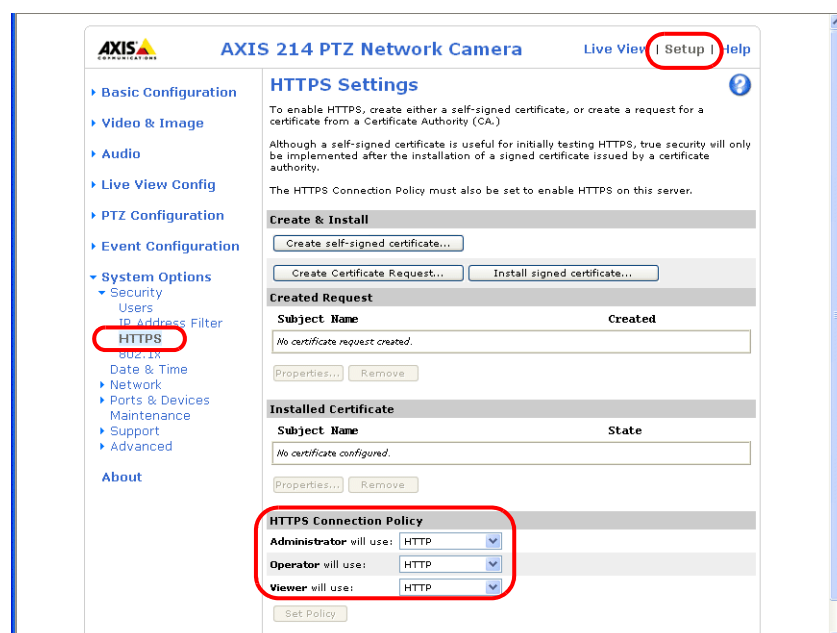 AXIS
COMMUNICATIONS
AXIS 214 PTZ Network Camera
Live View | Setup | Help
Basic Configuration
Video & Image
Audio
Live View Config
PTZ Configuration
Event Configuration
System Options
Security
Users
IP Address Filter
HTTPS
802.1x
Date & Time
Network
Ports & Devices
Maintenance
Support
Advanced
About
HTTPS Settings
To enable HTTPS, create either a self-signed certificate, or create a request for a
certificate from a Certificate Authority (CA.)
Although a self-signed certificate is useful for initially testing HTTPS, true security will only
be implemented after the installation of a signed certificate issued by a certificate
authority.
The HTTPS Connection Policy must also be set to enable HTTPS on this server.
Create & Install
Create self-signed certificate...
Create Certificate Request... Install signed certificate...
Created Request
Subject Name Created
No certificate request created.
Properties... Remove
Installed Certificate
Subject Name State
No certificate configured.
Properties... Remove
HTTPS Connection Policy
Administrator will use: HTTP
Operator will use: HTTP
Viewer will use: HTTP
Set Policy